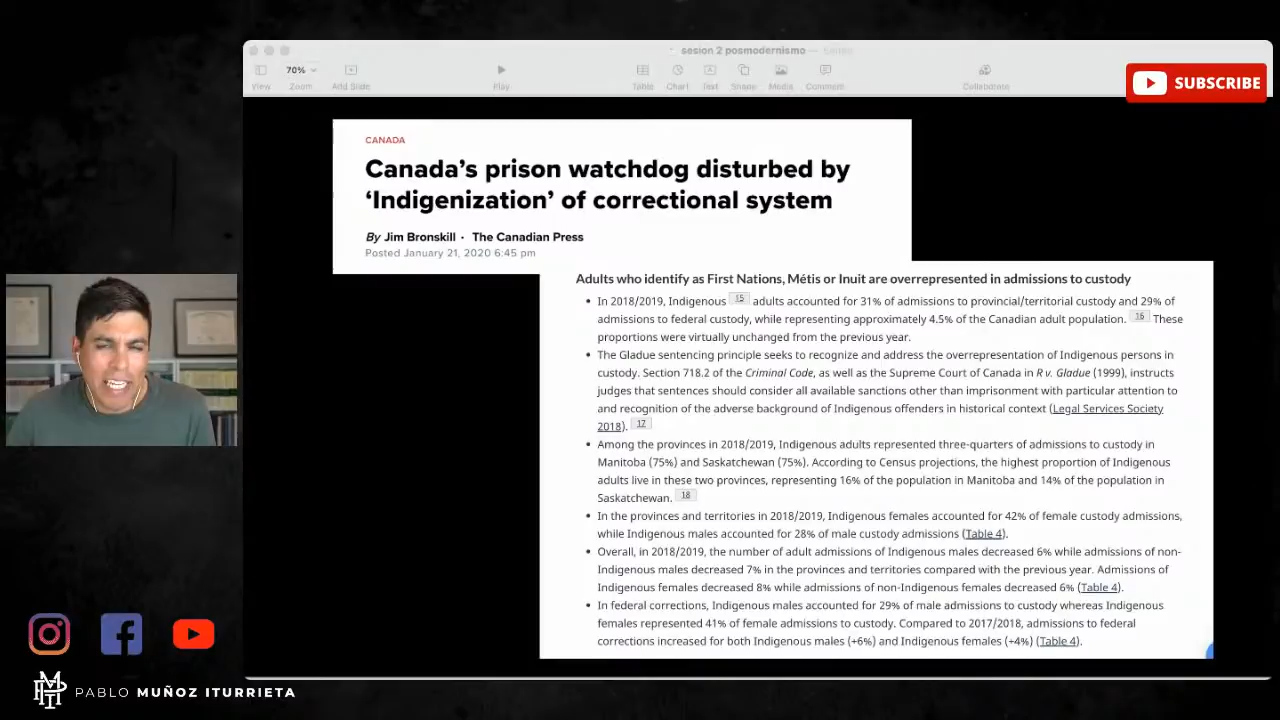 sesion 2 posmodernismo
70%
View
Zoom
Add Slide
Play
Table
Chart
Text
Shape
Media
Comment
Collaborate
SUBSCRIBE
CANADA
Canada's prison watchdog disturbed by
‘Indigenization’ of correctional system
By Jim Bronskill · The Canadian Press
Posted January 21, 2020 6:45 pm
Adults who identify as First Nations, Métis or Inuit are overrepresented in admissions to custody
• In 2018/2019, Indigenous 15 adults accounted for 31% of admissions to provincial/territorial custody and 29% of
admissions to federal custody, while representing approximately 4.5% of the Canadian adult population. 16 These
proportions were virtually unchanged from the previous year.
• The Gladue sentencing principle seeks to recognize and address the overrepresentation of Indigenous persons in
custody. Section 718.2 of the Criminal Code, as well as the Supreme Court of Canada in R v. Gladue (1999), instructs
judges that sentences should consider all available sanctions other than imprisonment with particular attention to
and recognition of the adverse background of Indigenous offenders in historical context (Legal Services Society
2018). 17
• Among the provinces in 2018/2019, Indigenous adults represented three-quarters of admissions to custody in
Manitoba (75%) and Saskatchewan (75%). According to Census projections, the highest proportion of Indigenous
adults live in these two provinces, representing 16% of the population in Manitoba and 14% of the population in
Saskatchewan. 18
• In the provinces and territories in 2018/2019, Indigenous females accounted for 42% of female custody admissions,
while Indigenous males accounted for 28% of male custody admissions (Table 4).
• Overall, in 2018/2019, the number of adult admissions of Indigenous males decreased 6% while admissions of non-
Indigenous males decreased 7% in the provinces and territories compared with the previous year. Admissions of
Indigenous females decreased 8% while admissions of non-Indigenous females decreased 6% (Table 4).
• In federal corrections, Indigenous males accounted for 29% of male admissions to custody whereas Indigenous
females represented 41% of female admissions to custody. Compared to 2017/2018, admissions to federal
corrections increased for both Indigenous males (+6%) and Indigenous females (+4%) (Table 4).
PABLO MUÑOZ ITURRIETA